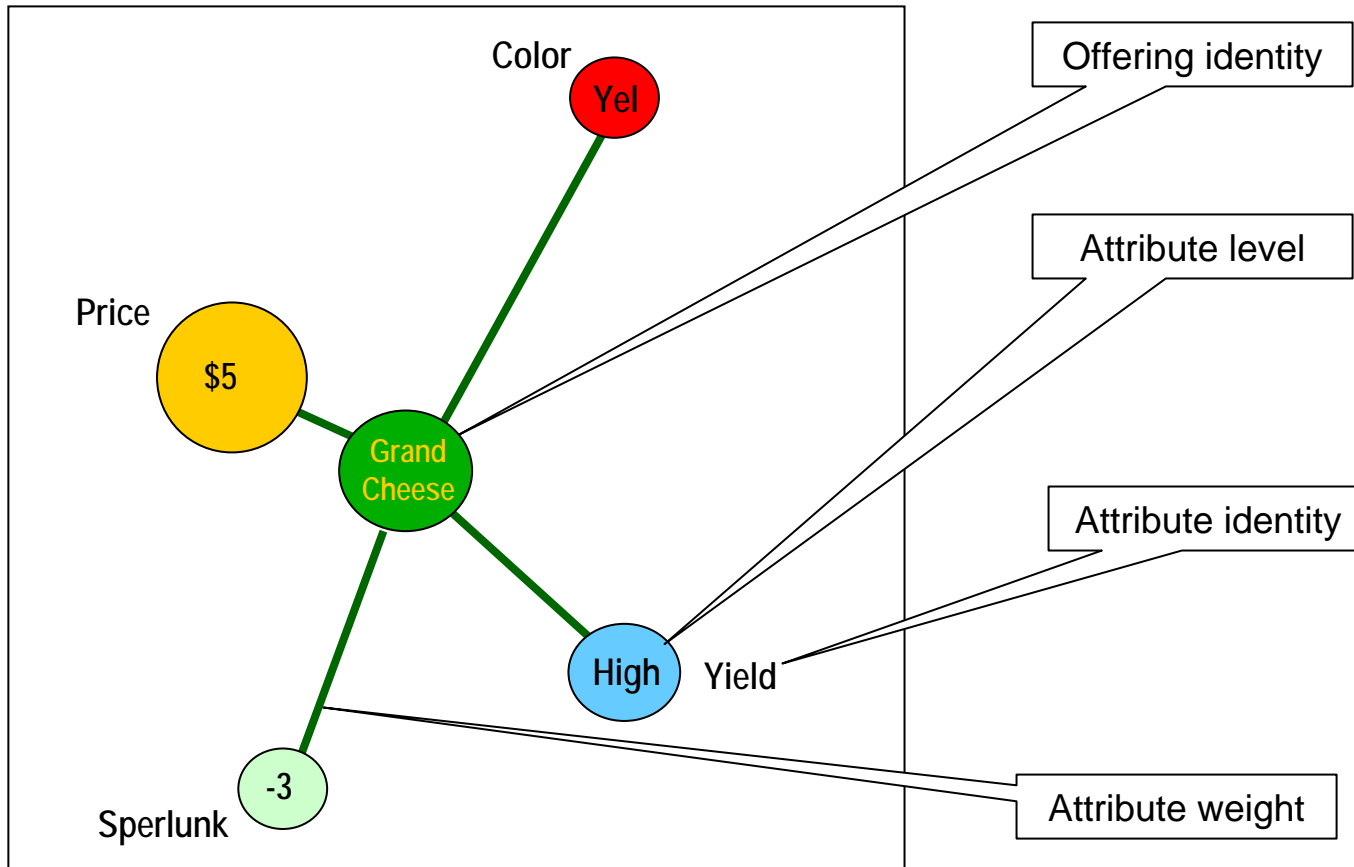 Color
Yel
Offering identity
Attribute level
Price
$5
Grand
Cheese
Attribute identity
High
Yield
-3
Sperlunk
Attribute weight